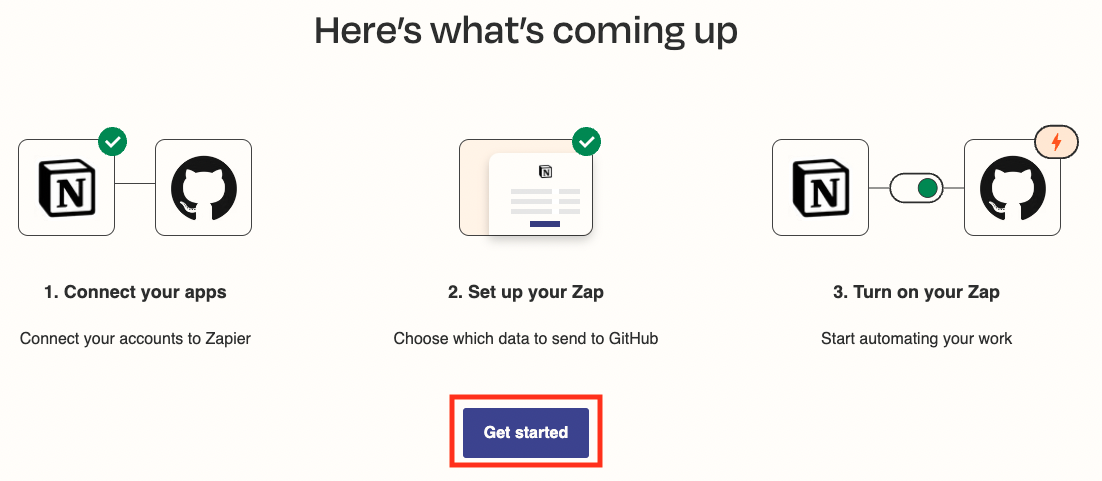 Here’s what’s coming up
N
N
N
1. Connect your apps
2. Set up your Zap
3. Turn on your Zap
Connect your accounts to Zapier
Choose which data to send to GitHub
Start automating your work
Get started